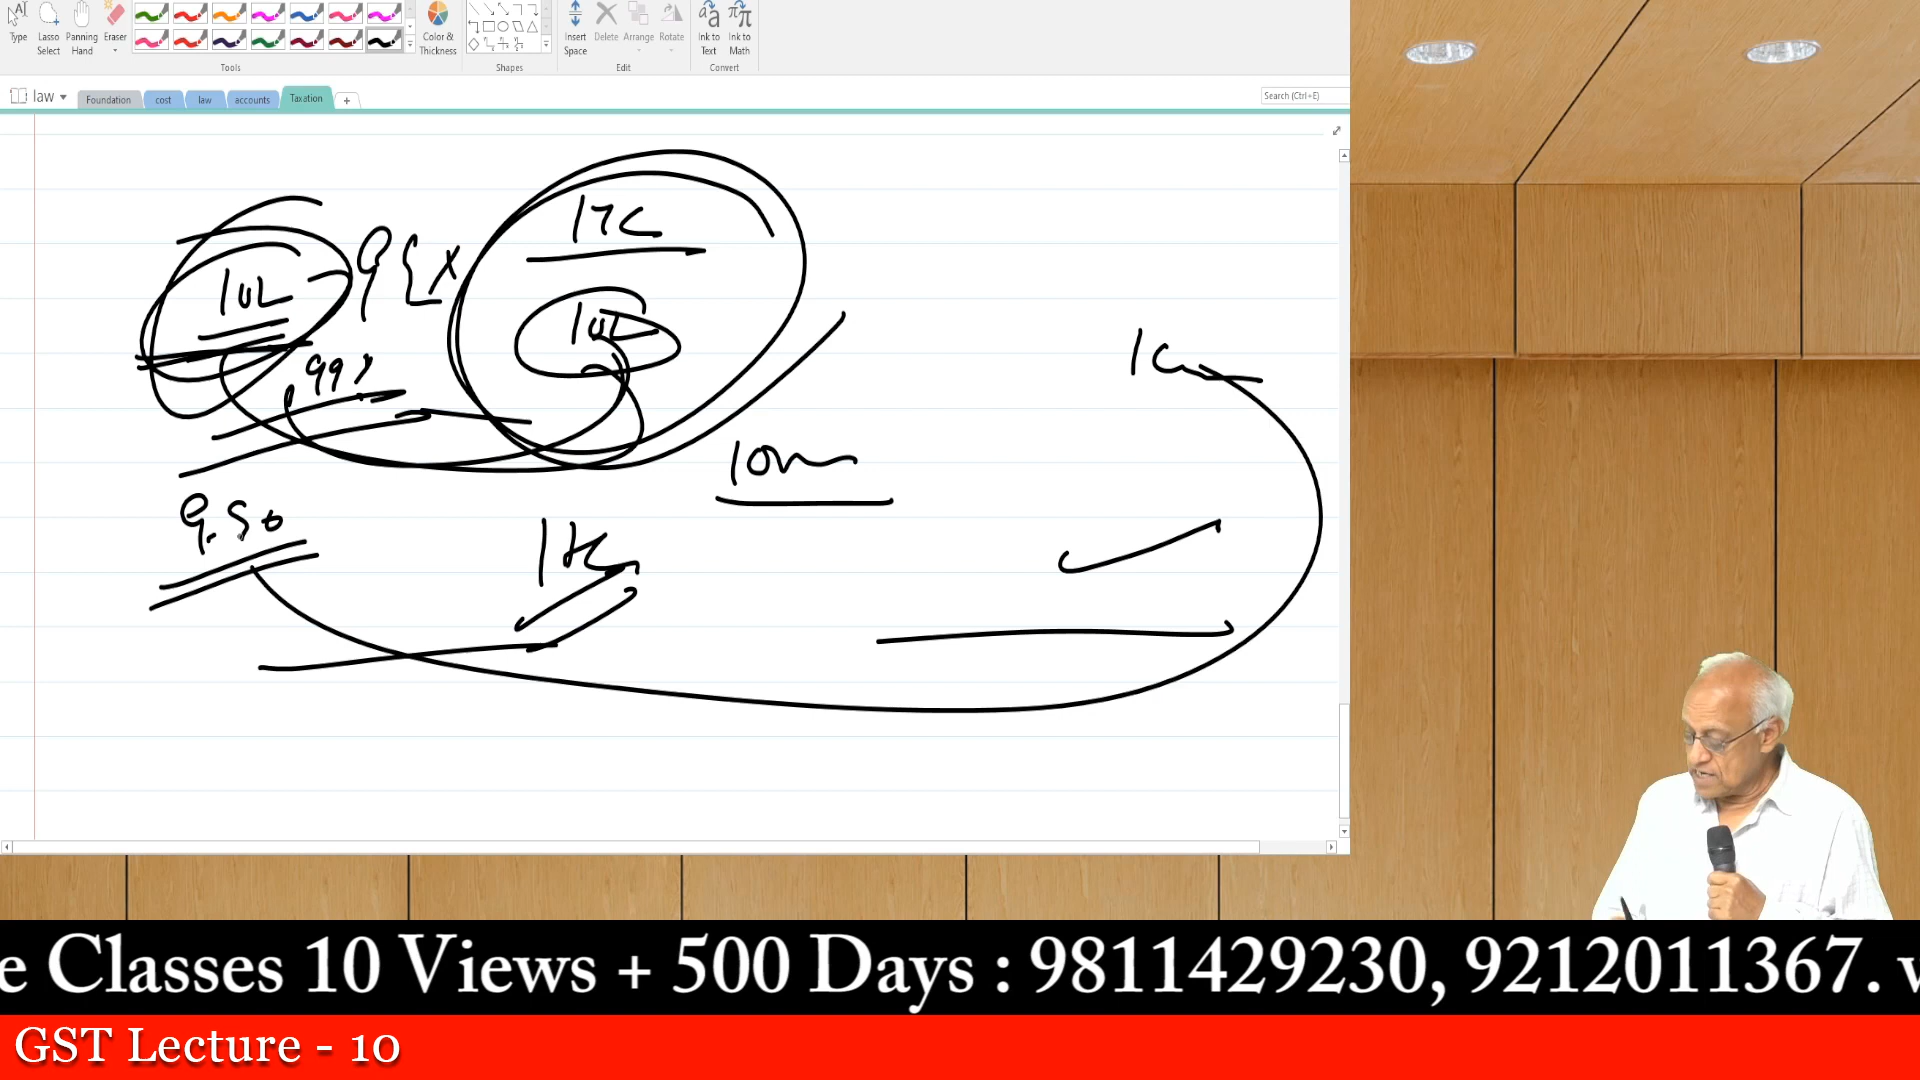 Type Lasso Select Panning Hand Eraser Color & Thickness Insert Space Delete Arrange Rotate Ink to Text Ink to Math
Tools Shapes Edit Convert
law Foundation cost law accounts Taxation + Search (Ctrl+E)
ITC
10L
10L
99%
9.50
e Classes 10 Views + 500 Days : 9811429230, 9212011367. w
GST Lecture - 10